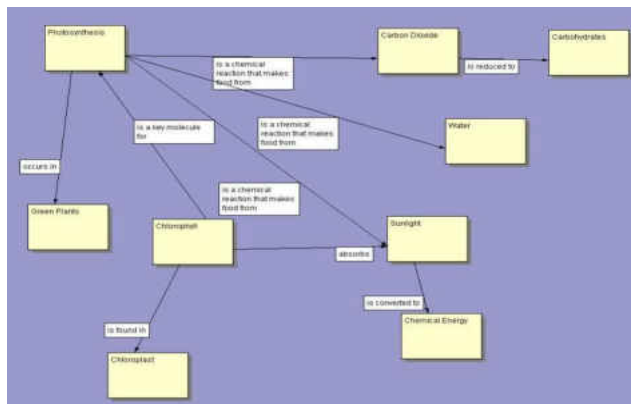 Photosynthesis
Carbon Dioxide
Carbohydrates
Is a chemical
reaction that makes
food from
is reduced to
Is a key molecule
for
Is a chemical
reaction that makes
food from
Water
occurs in
Is a chemical
reaction that makes
food from
Green Plants
Chlorophell
Sunlight
absorbs
is converted to
Chemical Energy
is found in
Chloroplast